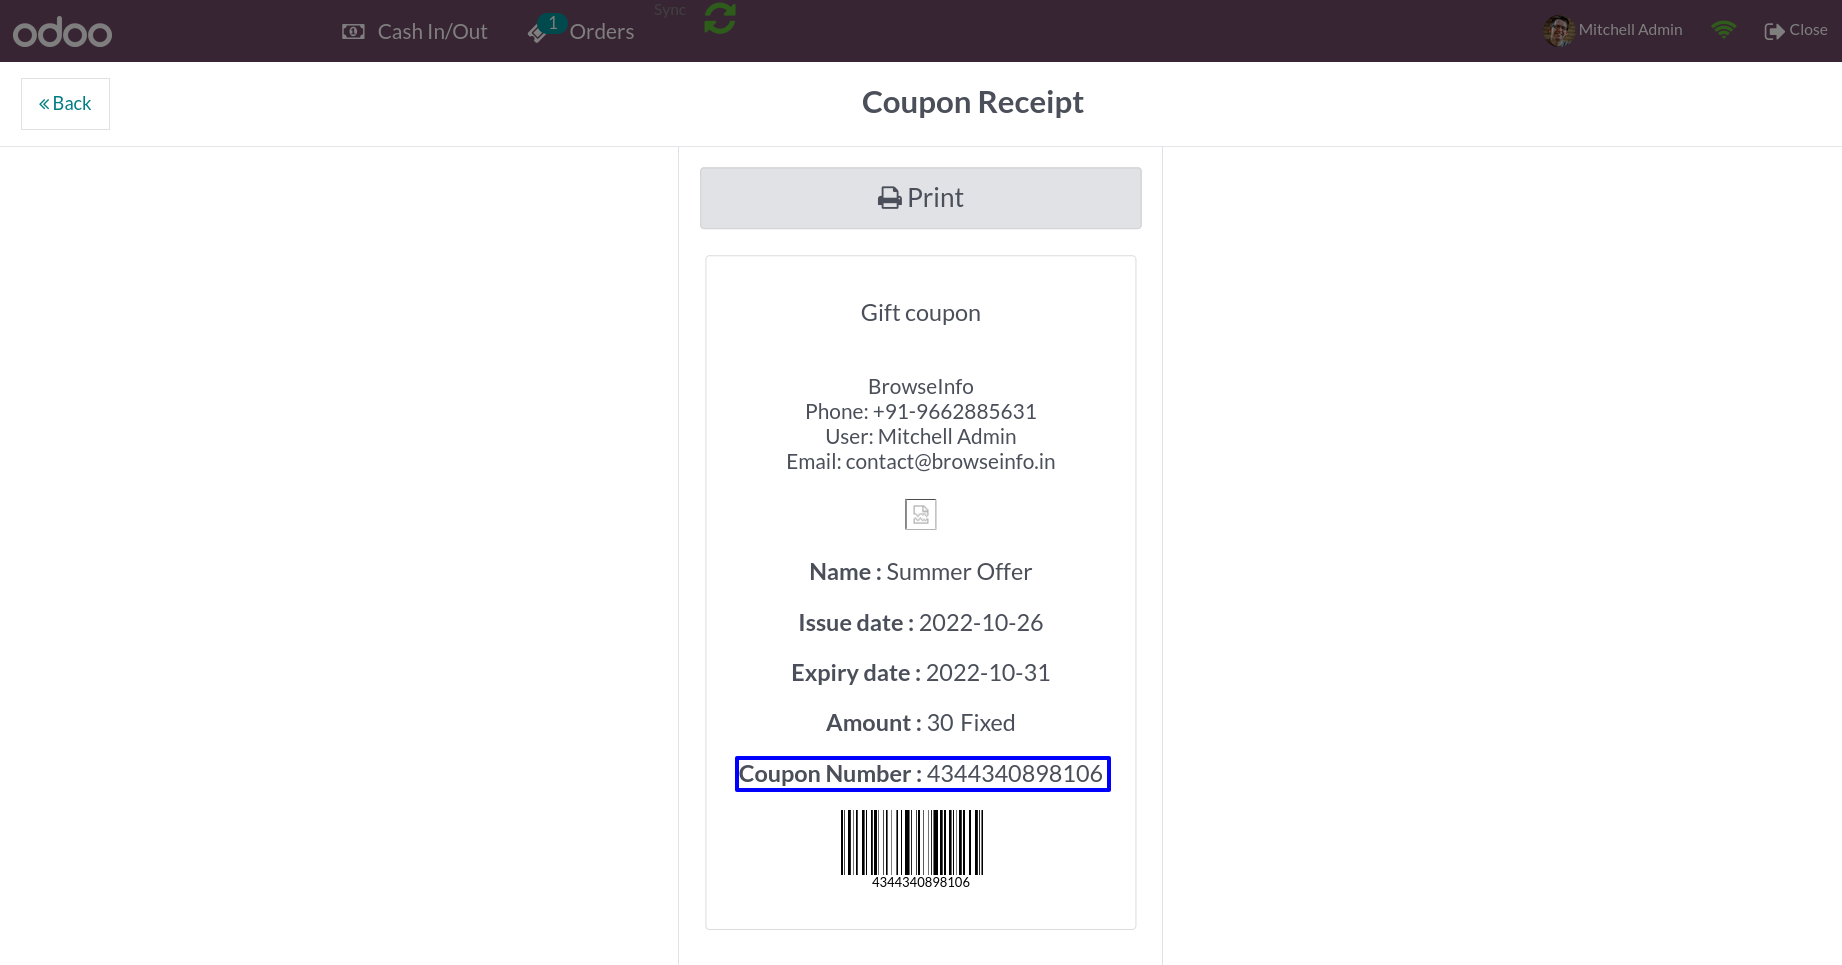 odoo
Cash In/Out
1
Orders
Sync
Mitchell Admin
Close
« Back
Coupon Receipt
Print
Gift coupon
BrowseInfo
Phone: +91-9662885631
User: Mitchell Admin
Email: contact@browseinfo.in
Name : Summer Offer
Issue date : 2022-10-26
Expiry date : 2022-10-31
Amount : 30 Fixed
Coupon Number : 4344340898106
4344340898106